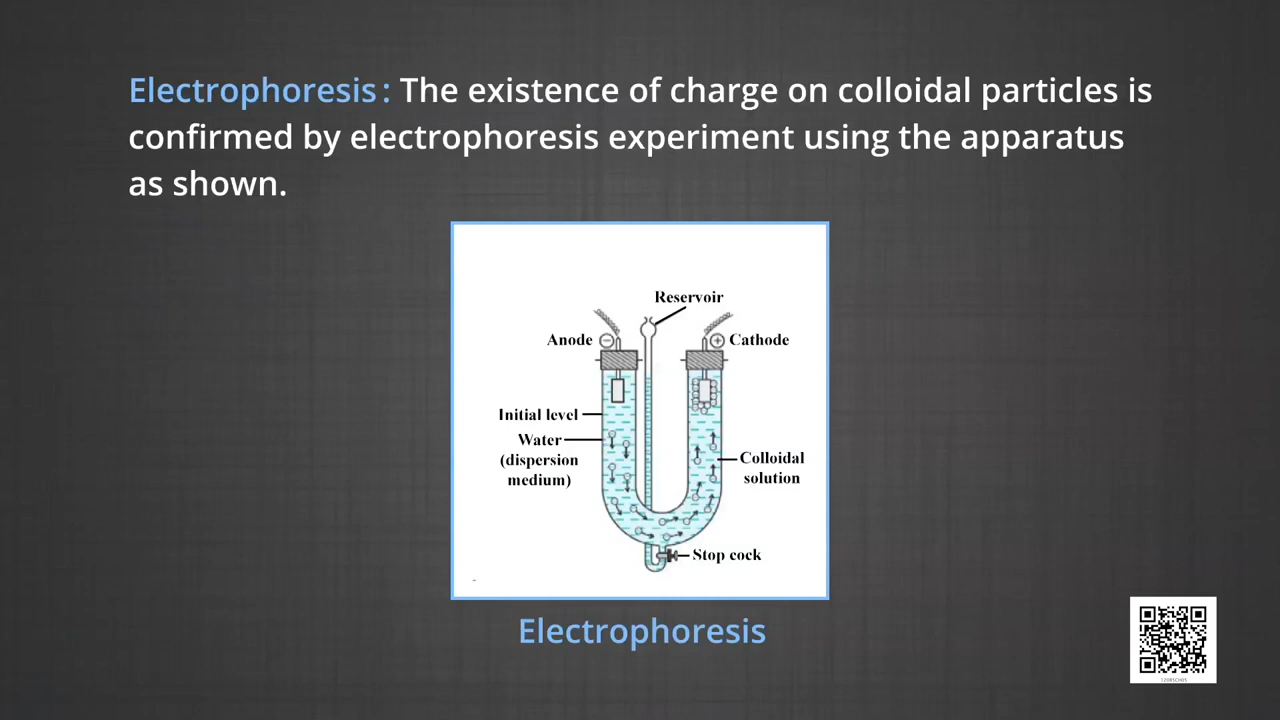 Electrophoresis: The existence of charge on colloidal particles is
confirmed by electrophoresis experiment using the apparatus
as shown.
Reservoir
Anode
−
+
Cathode
Initial level
Water
(dispersion
medium)
Colloidal
solution
Stop cock
Electrophoresis